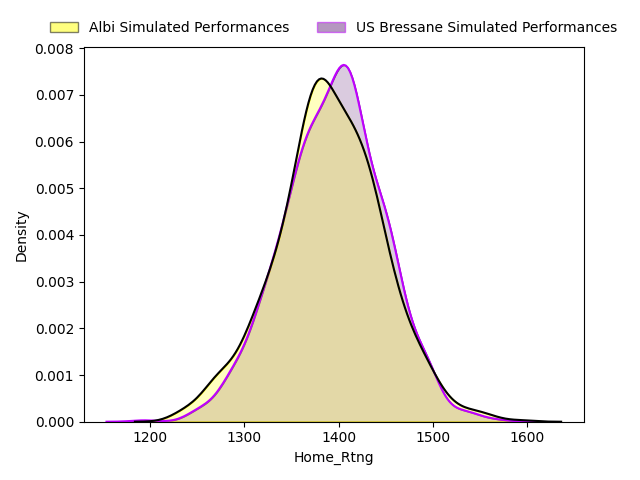 Albi Simulated Performances US Bressane Simulated Performances
0.008
0.007
0.006
0.005
0.004
0.003
0.002
0.001
0.000
Density
1200 1300 1400 1500 1600
Home_Rtng